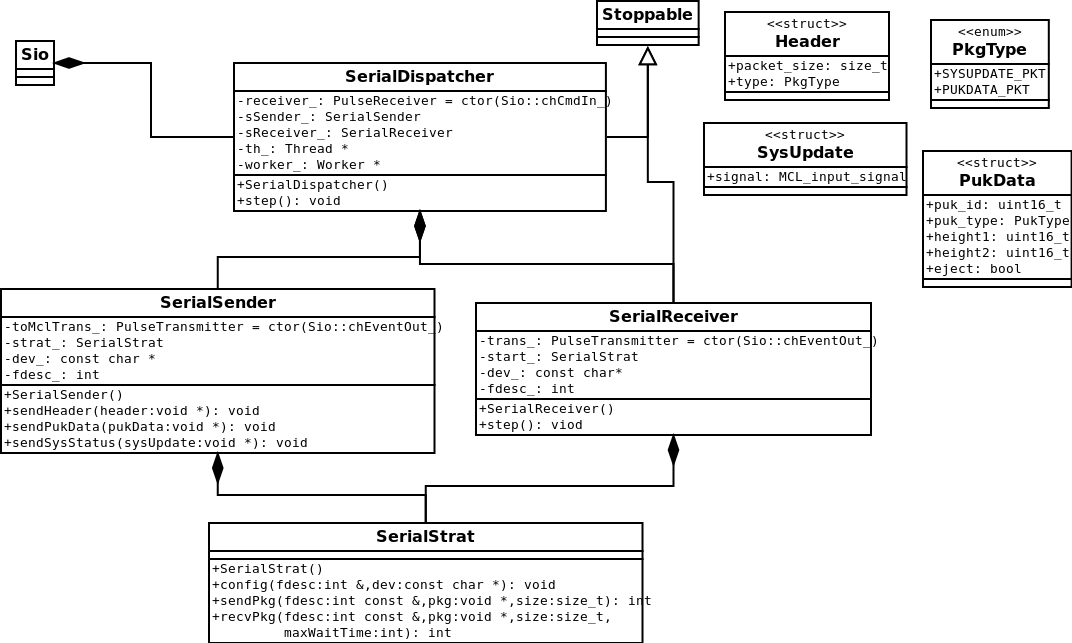 Sio
SerialDispatcher
-receiver_: PulseReceiver = ctor(Sio::chCmdIn_)
-sSender_: SerialSender
-sReceiver_: SerialReceiver
-th_: Thread *
-worker_: Worker *
+SerialDispatcher()
+step(): void
Stoppable
<<struct>>
Header
+packet_size: size_t
+type: PkgType
<<enum>>
PkgType
+SYSUPDATE_PKT
+PUKDATA_PKT
<<struct>>
SysUpdate
+signal: MCL_input_signal
<<struct>>
PukData
+puk_id: uint16_t
+puk_type: PukType
+height1: uint16_t
+height2: uint16_t
+eject: bool
SerialSender
-toMclTrans_: PulseTransmitter = ctor(Sio::chEventOut_)
-strat_: SerialStrat
-dev_: const char *
-fdesc_: int
+SerialSender()
+sendHeader(header:void *): void
+sendPukData(pukData:void *): void
+sendSysStatus(sysUpdate:void *): void
SerialReceiver
-trans_: PulseTransmitter = ctor(Sio::chEventOut_)
-start_: SerialStrat
-dev_: const char*
-fdesc_: int
+SerialReceiver()
+step(): viod
SerialStrat
+SerialStrat()
+config(fdesc:int &,dev:const char *): void
+sendPkg(fdesc:int const &,pkg:void *,size:size_t): int
+recvPkg(fdesc:int const &,pkg:void *,size:size_t,
maxWaitTime:int): int